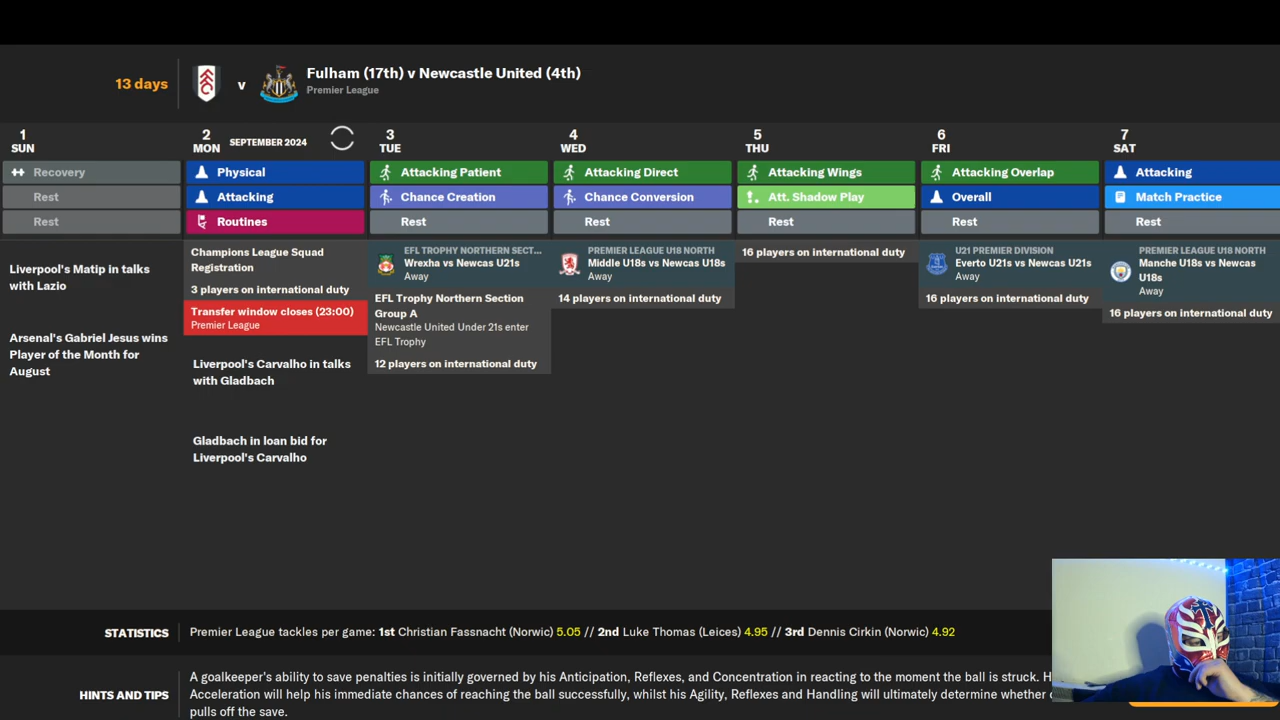 13 days
v
Fulham (17th) v Newcastle United (4th)
Premier League
1
SUN
2
MON
SEPTEMBER 2024
3
TUE
4
WED
5
THU
6
FRI
7
SAT
Recovery
Physical
Attacking Patient
Attacking Direct
Attacking Wings
Attacking Overlap
Attacking
Rest
Attacking
Chance Creation
Chance Conversion
Att. Shadow Play
Overall
Match Practice
Rest
Routines
Rest
Rest
Rest
Rest
Rest
Liverpool's Matip in talks
with Lazio
Arsenal's Gabriel Jesus wins
Player of the Month for
August
Champions League Squad
Registration
3 players on international duty
Transfer window closes (23:00)
Premier League
Liverpool's Carvalho in talks
with Gladbach
Gladbach in loan bid for
Liverpool's Carvalho
EFL TROPHY NORTHERN SECT...
Wrexha vs Newcas U21s
Away
EFL Trophy Northern Section
Group A
Newcastle United Under 21s enter
EFL Trophy
12 players on international duty
PREMIER LEAGUE U18 NORTH
Middle U18s vs Newcas U18s
Away
14 players on international duty
16 players on international duty
U21 PREMIER DIVISION
Everto U21s vs Newcas U21s
Away
16 players on international duty
PREMIER LEAGUE U18 NORTH
Manche U18s vs Newcas
U18s
Away
16 players on international duty
STATISTICS
Premier League tackles per game: 1st Christian Fassnacht (Norwic) 5.05 // 2nd Luke Thomas (Leices) 4.95 // 3rd Dennis Cirkin (Norwic) 4.92
HINTS AND TIPS
A goalkeeper's ability to save penalties is initially governed by his Anticipation, Reflexes, and Concentration in reacting to the moment the ball is struck.
Acceleration will help his immediate chances of reaching the ball successfully, whilst his Agility, Reflexes and Handling will ultimately determine whether
pulls off the save.